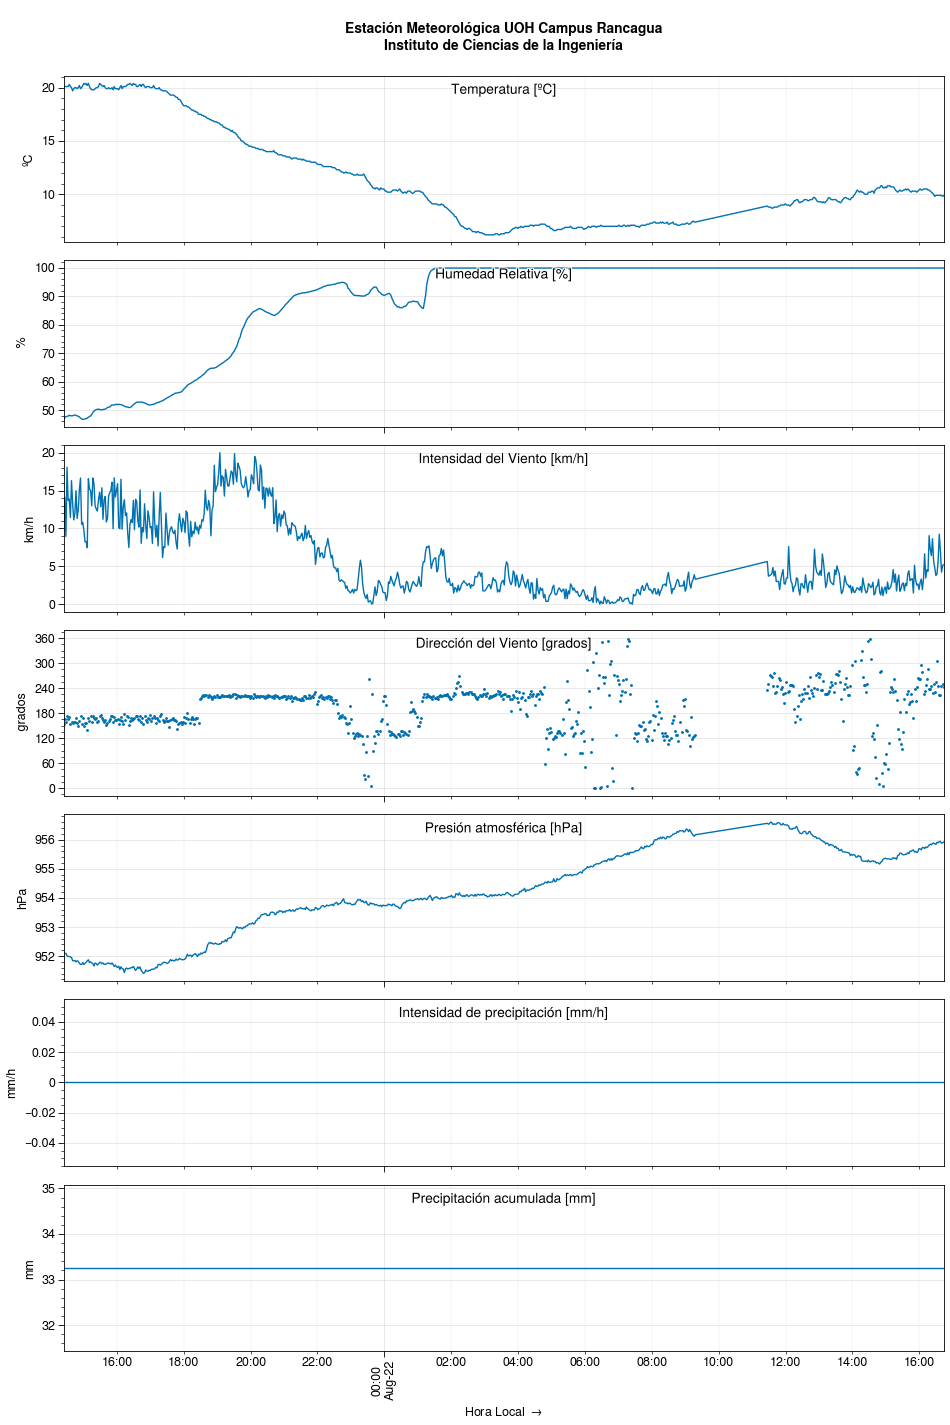 Estación Meteorológica UOH Campus Rancagua
Instituto de Ciencias de la Ingeniería
Temperatura [ºC]
20
15
10
ºC
Humedad Relativa [%]
100
90
80
70
60
50
%
Intensidad del Viento [km/h]
20
15
10
5
0
km/h
Dirección del Viento [grados]
360
300
240
180
120
60
0
grados
Presión atmosférica [hPa]
956
955
954
953
952
hPa
Intensidad de precipitación [mm/h]
0.04
0.02
0
−0.02
−0.04
mm/h
Precipitación acumulada [mm]
35
34
33
32
mm
16:00 18:00 20:00 22:00 00:00 02:00 04:00 06:00 08:00 10:00 12:00 14:00 16:00
Aug-22
Hora Local →